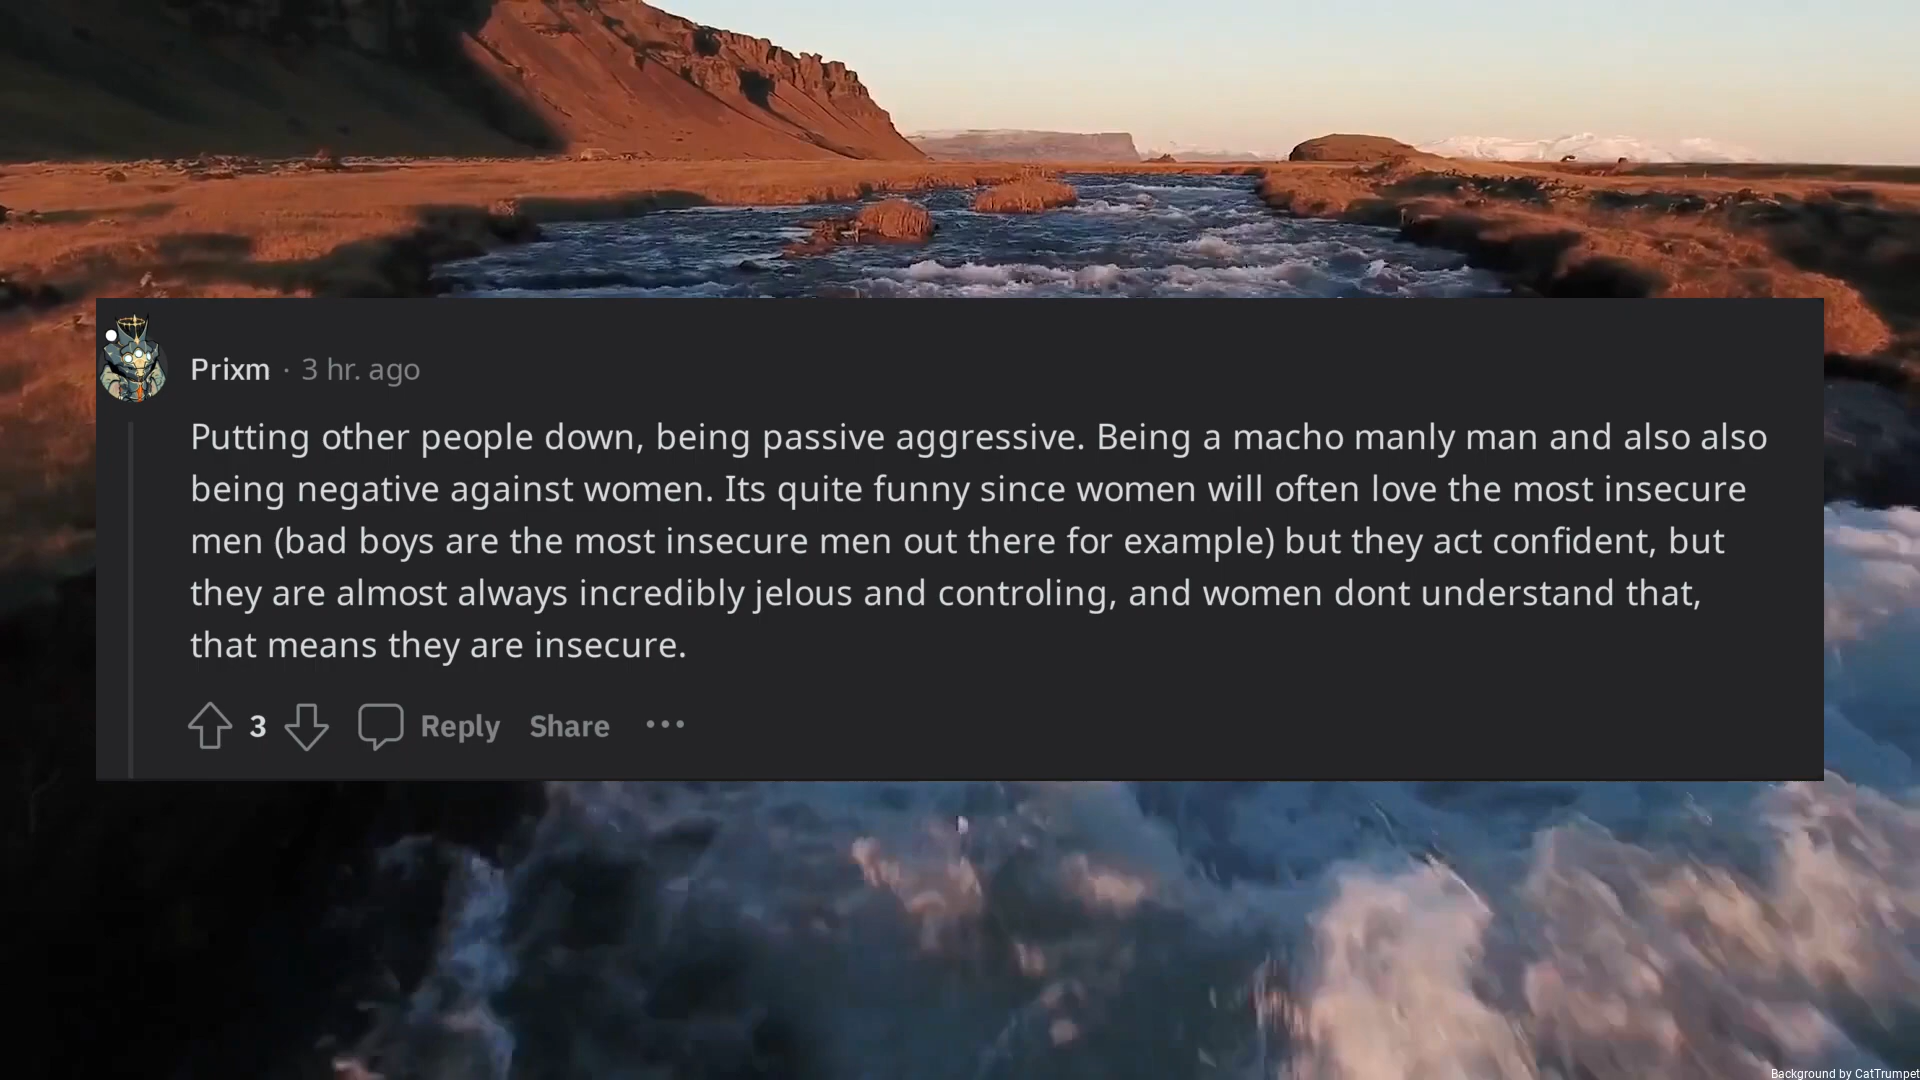 Prixm · 3 hr. ago
Putting other people down, being passive aggressive. Being a macho manly man and also also
being negative against women. Its quite funny since women will often love the most insecure
men (bad boys are the most insecure men out there for example) but they act confident, but
they are almost always incredibly jelous and controling, and women dont understand that,
that means they are insecure.
3 Reply Share ···
Background by CatTrumpet